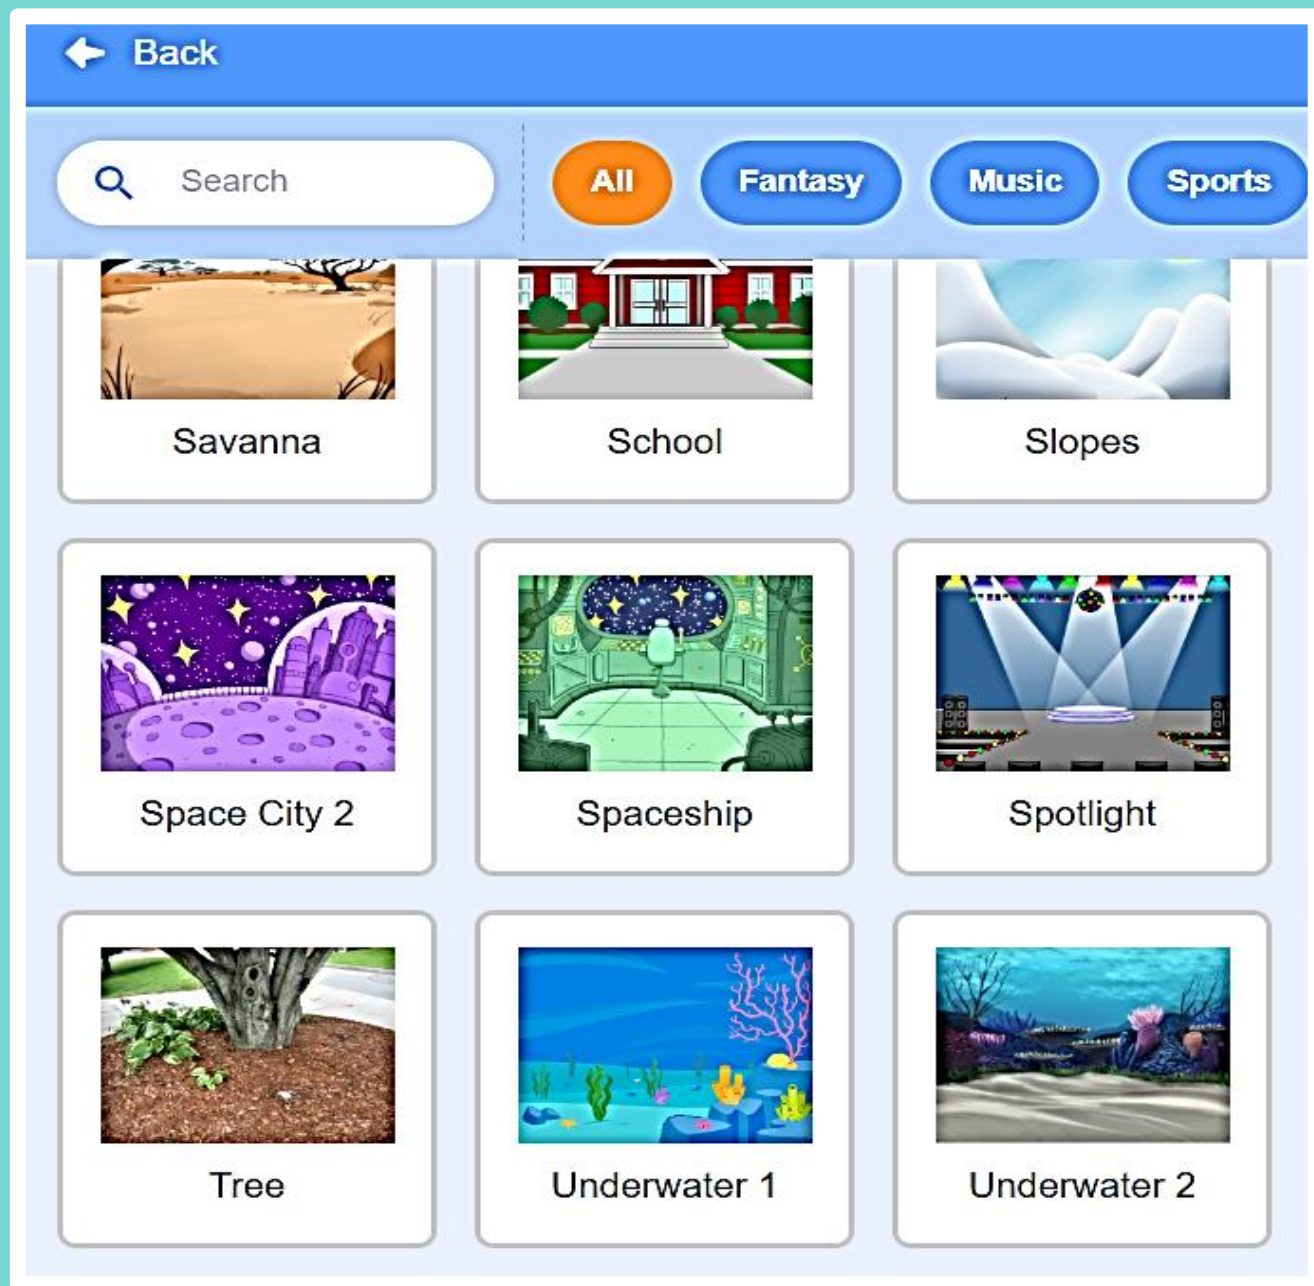 Back
Search
All Fantasy Music Sports
Savanna School Slopes
Space City 2 Spaceship Spotlight
Tree Underwater 1 Underwater 2